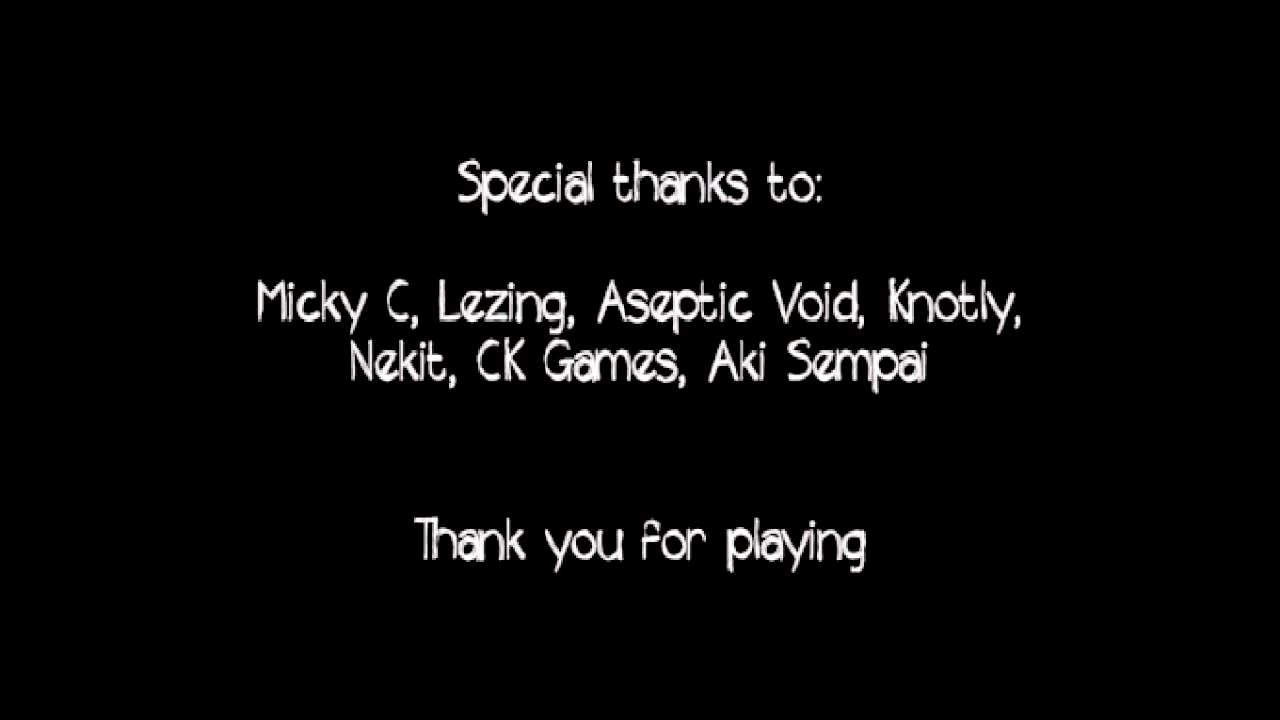 Special thanks to:
Micky C, Lezing, Aseptic Void, Knotly,
Nekit, CK Games, Aki Sempai
Thank you for playing